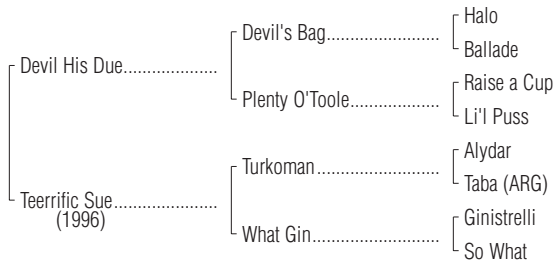 Halo
Devil's Bag
Ballade
Devil His Due
Raise a Cup
Plenty O'Toole
Li'l Puss
Alydar
Turkoman
Taba (ARG)
Teerrific Sue
(1996)
Ginistrelli
What Gin
So What